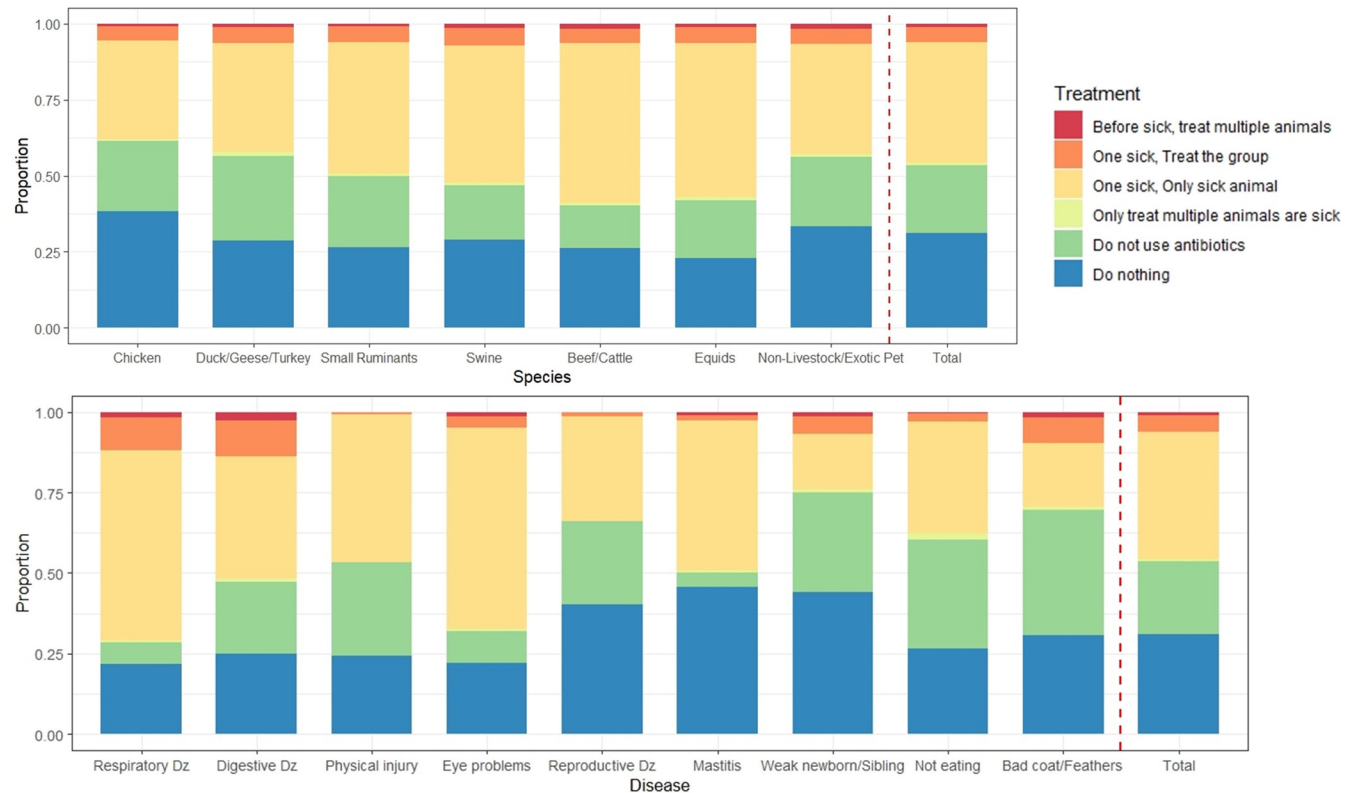 1.00
0.75
0.50
0.25
0.00
Proportion
Chicken Duck/Geese/Turkey Small Ruminants Swine Beef/Cattle Equids Non-Livestock/Exotic Pet Total
Species
Treatment
Before sick, treat multiple animals
One sick, Treat the group
One sick, Only sick animal
Only treat multiple animals are sick
Do not use antibiotics
Do nothing
1.00
0.75
0.50
0.25
0.00
Proportion
Respiratory Dz Digestive Dz Physical injury Eye problems Reproductive Dz Mastitis Weak newborn/Sibling Not eating Bad coat/Feathers Total
Disease